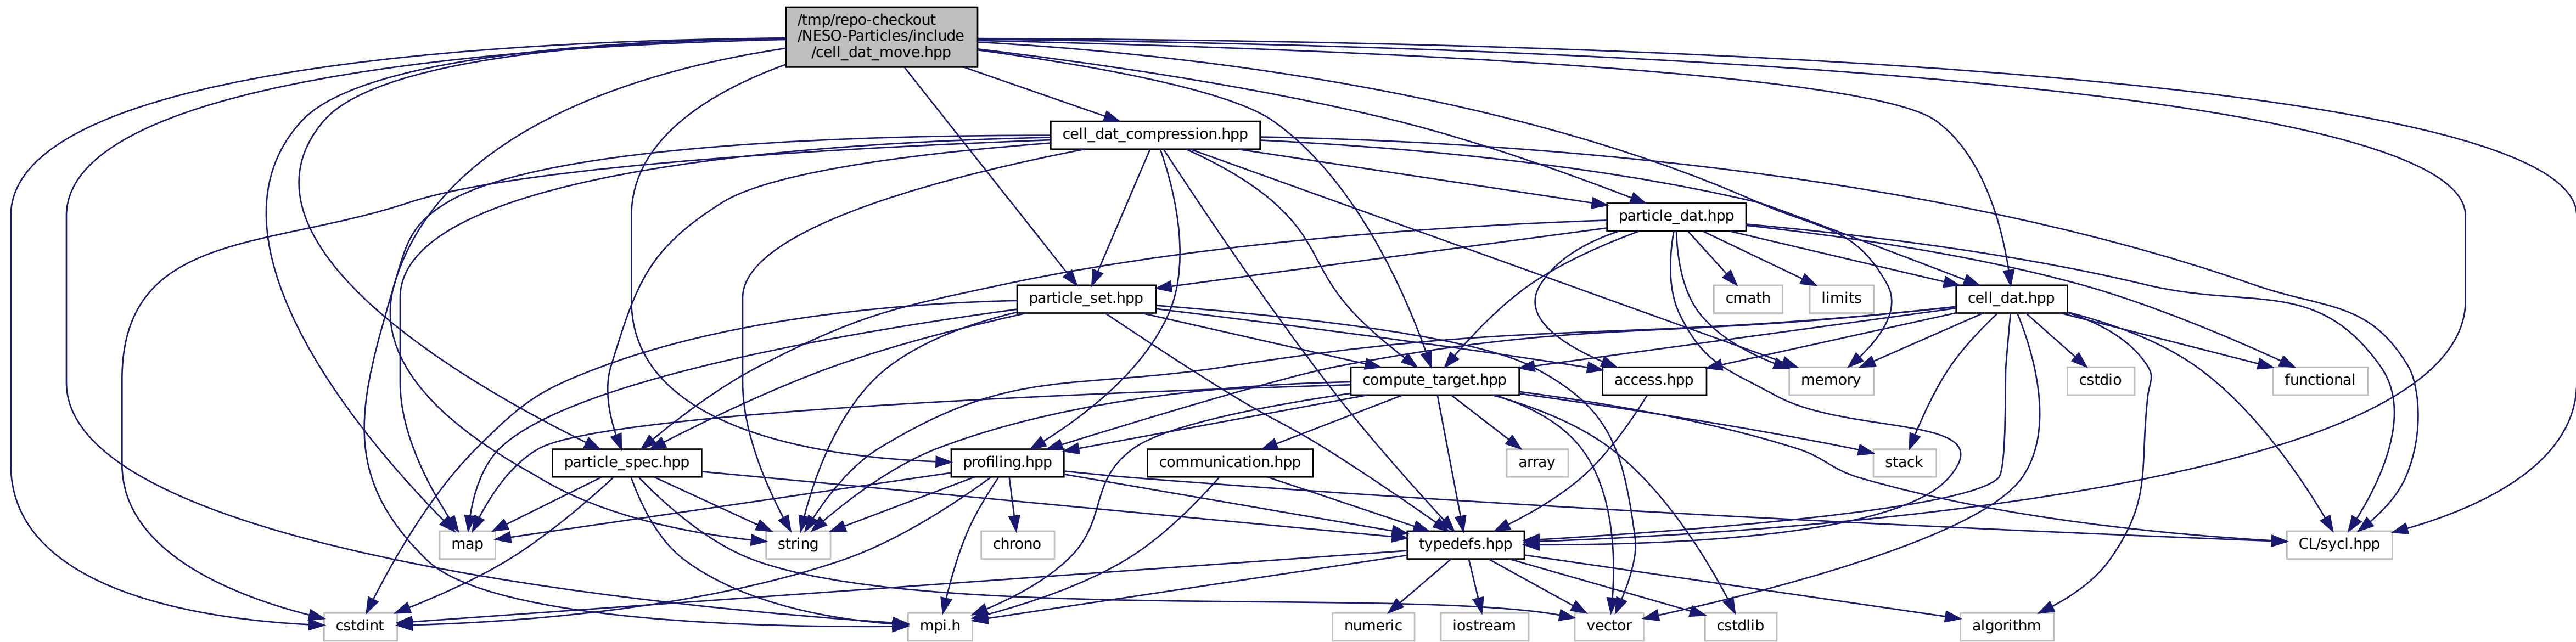 /tmp/repo-checkout
/NESO-Particles/include
/cell_dat_move.hpp
cell_dat_compression.hpp
particle_dat.hpp
particle_set.hpp
cmath
limits
cell_dat.hpp
compute_target.hpp
access.hpp
memory
cstdio
functional
particle_spec.hpp
profiling.hpp
communication.hpp
array
stack
map
string
chrono
typedefs.hpp
CL/sycl.hpp
cstdint
mpi.h
numeric
iostream
vector
cstdlib
algorithm